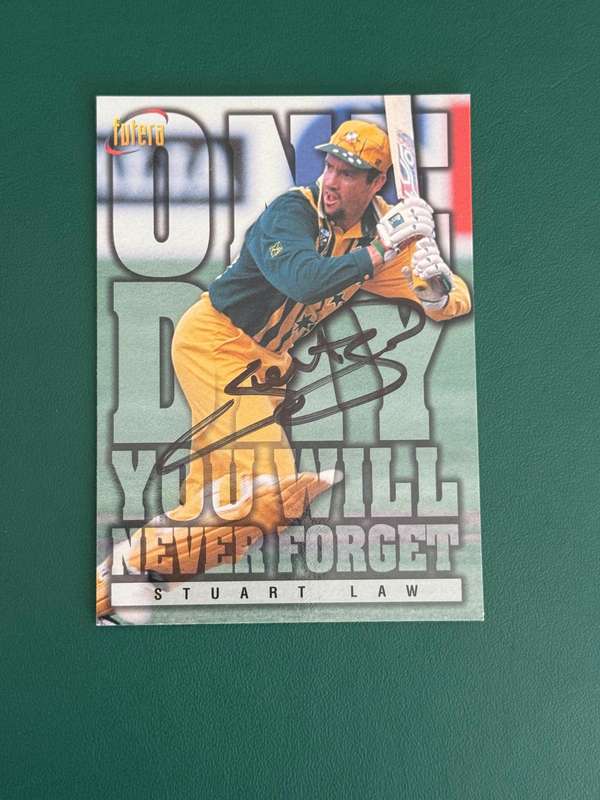 futera
ONE
DAY
YOU WILL
NEVER FORGET
STUART LAW